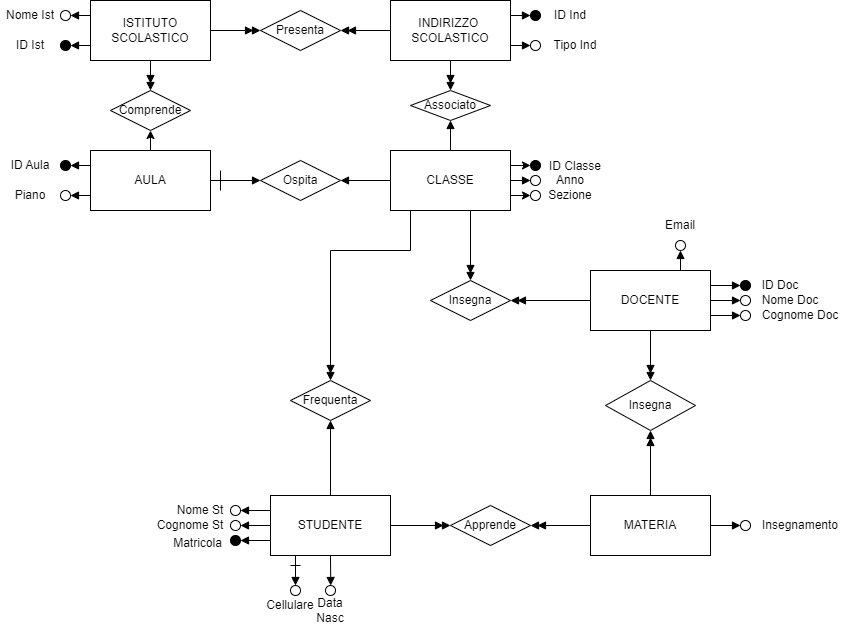 Nome Ist
ISTITUTO
SCOLASTICO
Presenta
INDIRIZZO
SCOLASTICO
ID Ind
ID Ist
Tipo Ind
Comprende
Associato
ID Aula
AULA
Piano
Ospita
CLASSE
ID Classe
Anno
Sezione
Email
Insegna
DOCENTE
ID Doc
Nome Doc
Cognome Doc
Frequenta
Insegna
Nome St
Cognome St
Matricola
STUDENTE
Apprende
MATERIA
Insegnamento
Cellulare
Data
Nasc